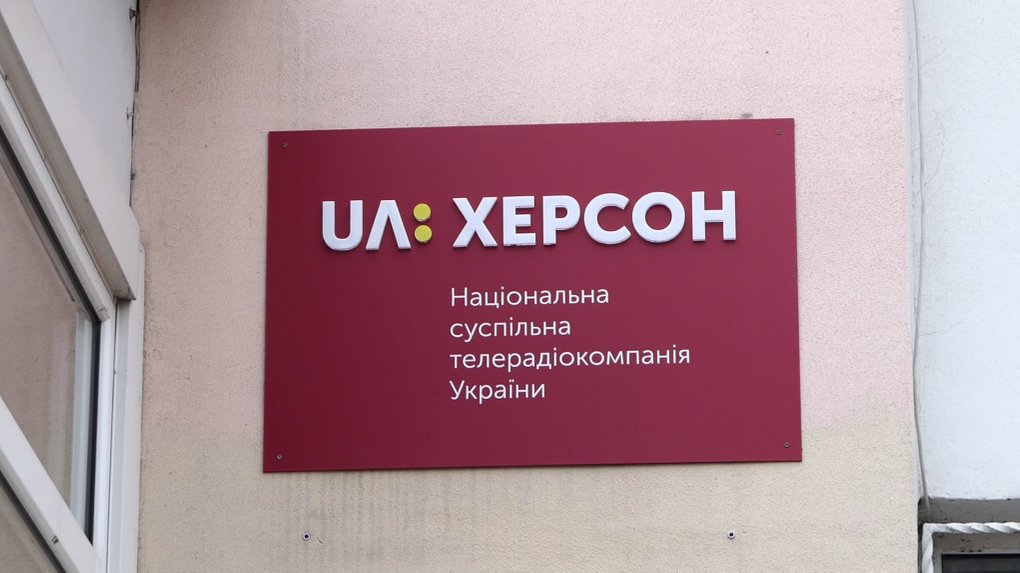 UA: ХЕРСОН
Національна
суспільна
телерадіокомпанія
України